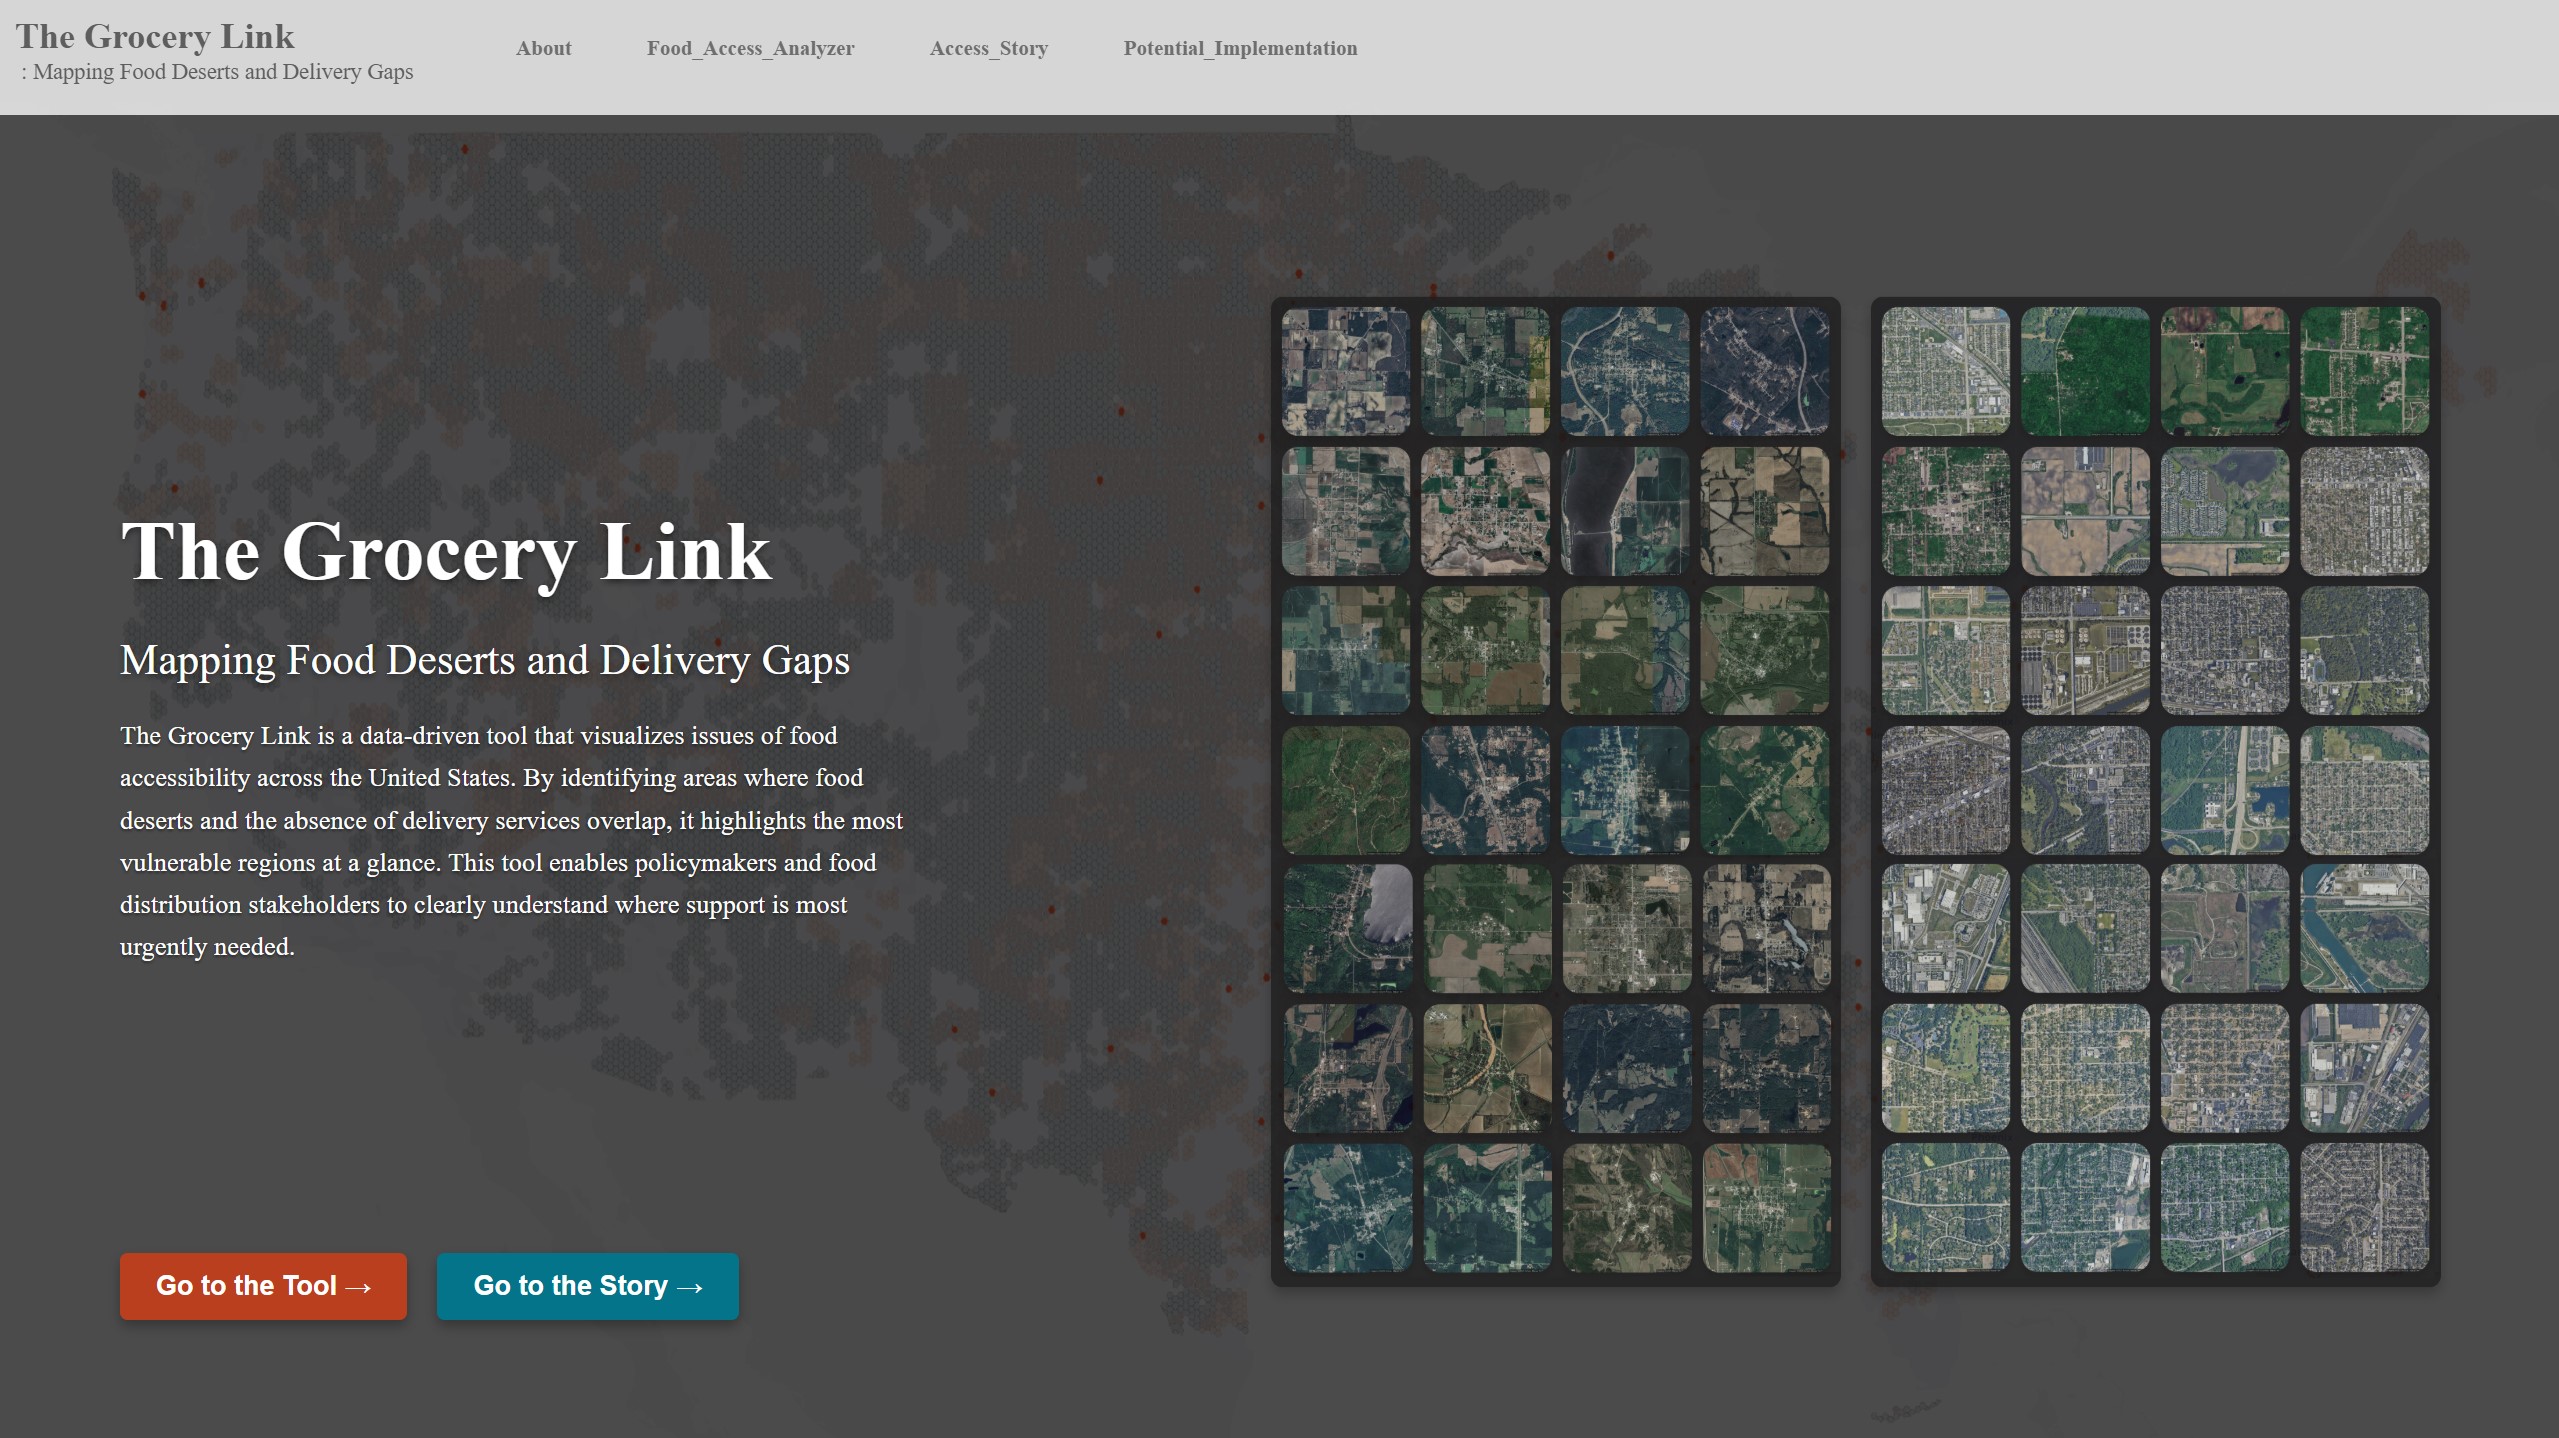 The Grocery Link
: Mapping Food Deserts and Delivery Gaps
About
Food_Access_Analyzer
Access_Story
Potential_Implementation
The Grocery Link
Mapping Food Deserts and Delivery Gaps
The Grocery Link is a data-driven tool that visualizes issues of food
accessibility across the United States. By identifying areas where food
deserts and the absence of delivery services overlap, it highlights the most
vulnerable regions at a glance. This tool enables policymakers and food
distribution stakeholders to clearly understand where support is most
urgently needed.
Go to the Tool →
Go to the Story →